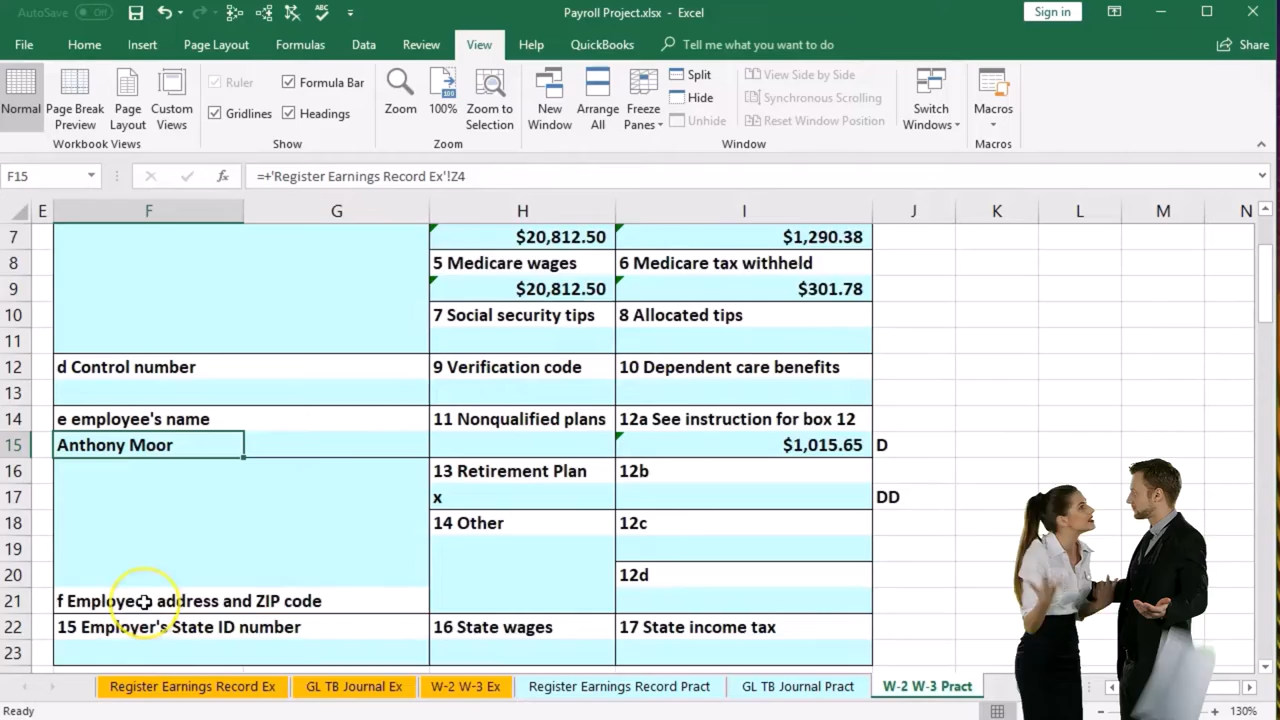 AutoSave Off Payroll Project.xlsx - Excel Sign in
File Home Insert Page Layout Formulas Data Review View Help QuickBooks Tell me what you want to do Share
Normal Page Break Preview Page Layout Custom Views
Workbook Views
Ruler Formula Bar
Gridlines Headings
Show
Zoom 100% Zoom to Selection
Zoom
New Window Arrange All Freeze Panes
Split
Hide
Unhide
View Side by Side
Synchronous Scrolling
Reset Window Position
Switch Windows
Window
Macros
Macros
F15 fx =+'Register Earnings Record Ex'!Z4
E F G H I J K L M N
7 $20,812.50 $1,290.38
8 5 Medicare wages 6 Medicare tax withheld
9 $20,812.50 $301.78
10 7 Social security tips 8 Allocated tips
11
12 d Control number 9 Verification code 10 Dependent care benefits
13
14 e employee's name 11 Nonqualified plans 12a See instruction for box 12
15 Anthony Moor $1,015.65 D
16 13 Retirement Plan 12b
17 x DD
18 14 Other 12c
19
20 12d
21 f Employee address and ZIP code
22 15 Employer's State ID number 16 State wages 17 State income tax
23
Register Earnings Record Ex GL TB Journal Ex W-2 W-3 Ex Register Earnings Record Pract GL TB Journal Pract W-2 W-3 Pract
Ready 130%